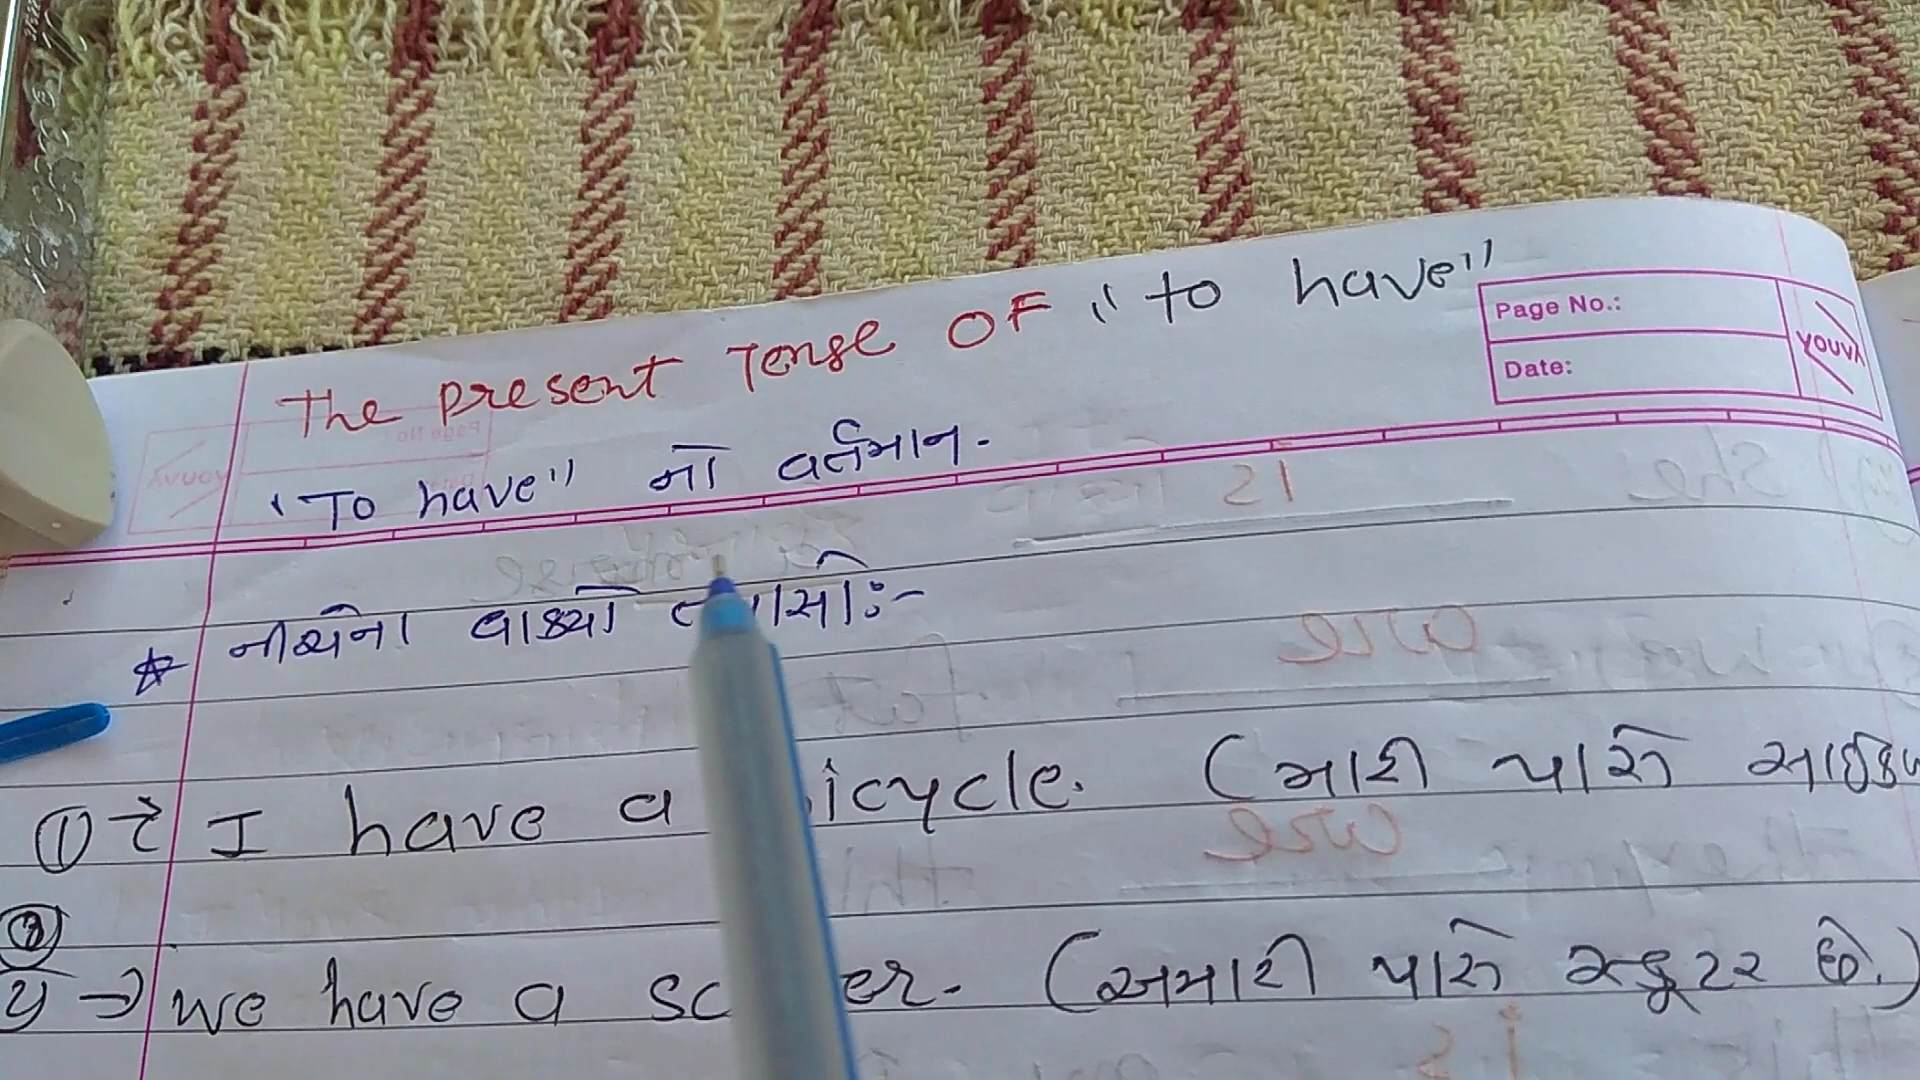 The present Tense OF "to have"
Page No.:
Date:
YOUVA
"To have" નો વર્તમાન.
* નીચેના વાક્યો :-
① → I have a icycle. (મારી પાસે
② → we have a sc er. (અમારી પાસે સ્કૂટર છે.)